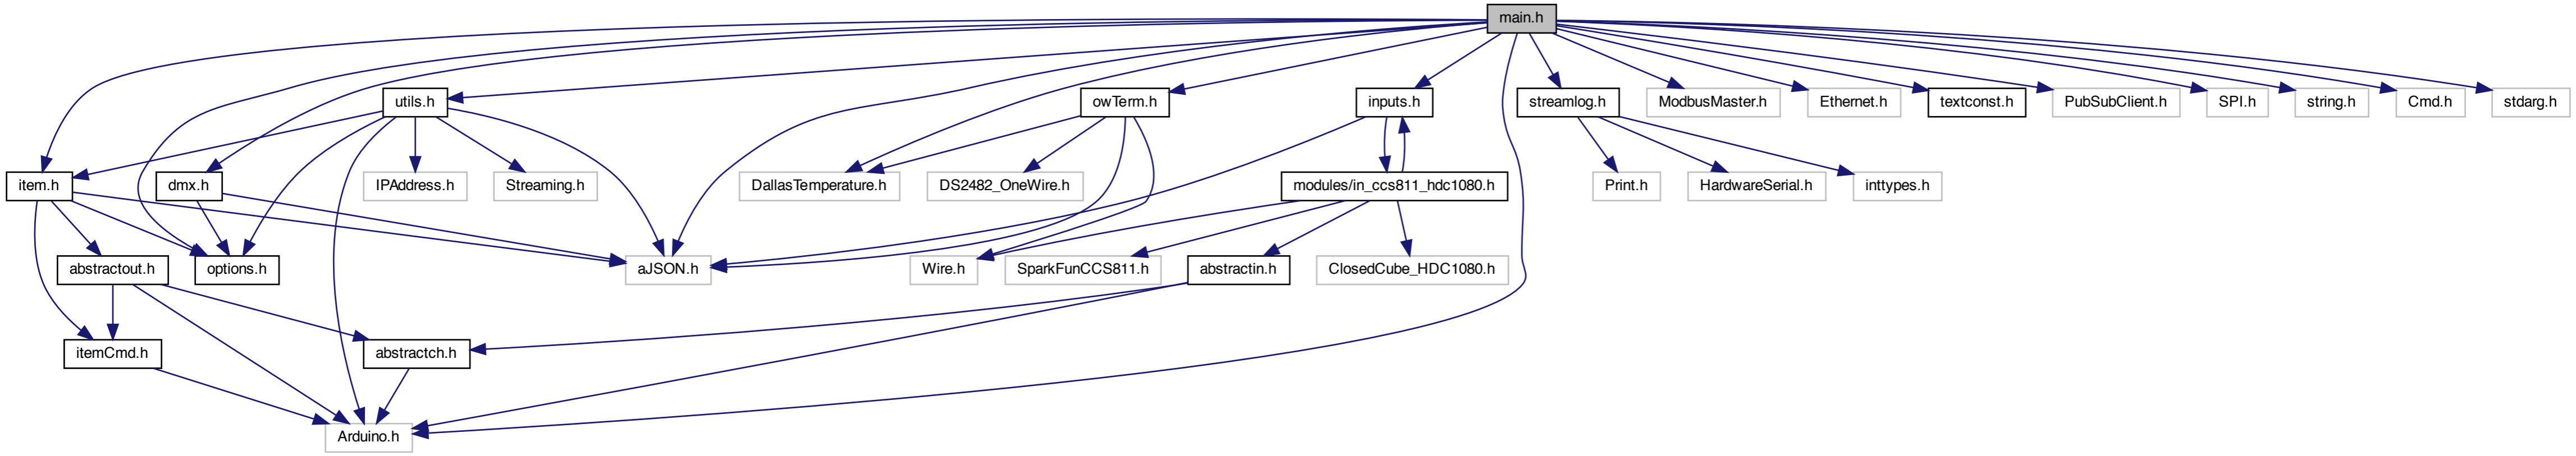 main.h
utils.h
owTerm.h
inputs.h
streamlog.h
ModbusMaster.h
Ethernet.h
textconst.h
PubSubClient.h
SPI.h
string.h
Cmd.h
stdarg.h
item.h
dmx.h
IPAddress.h
Streaming.h
DallasTemperature.h
DS2482_OneWire.h
modules/in_ccs811_hdc1080.h
Print.h
HardwareSerial.h
inttypes.h
abstractout.h
options.h
aJSON.h
Wire.h
SparkFunCCS811.h
abstractin.h
ClosedCube_HDC1080.h
itemCmd.h
abstractch.h
Arduino.h